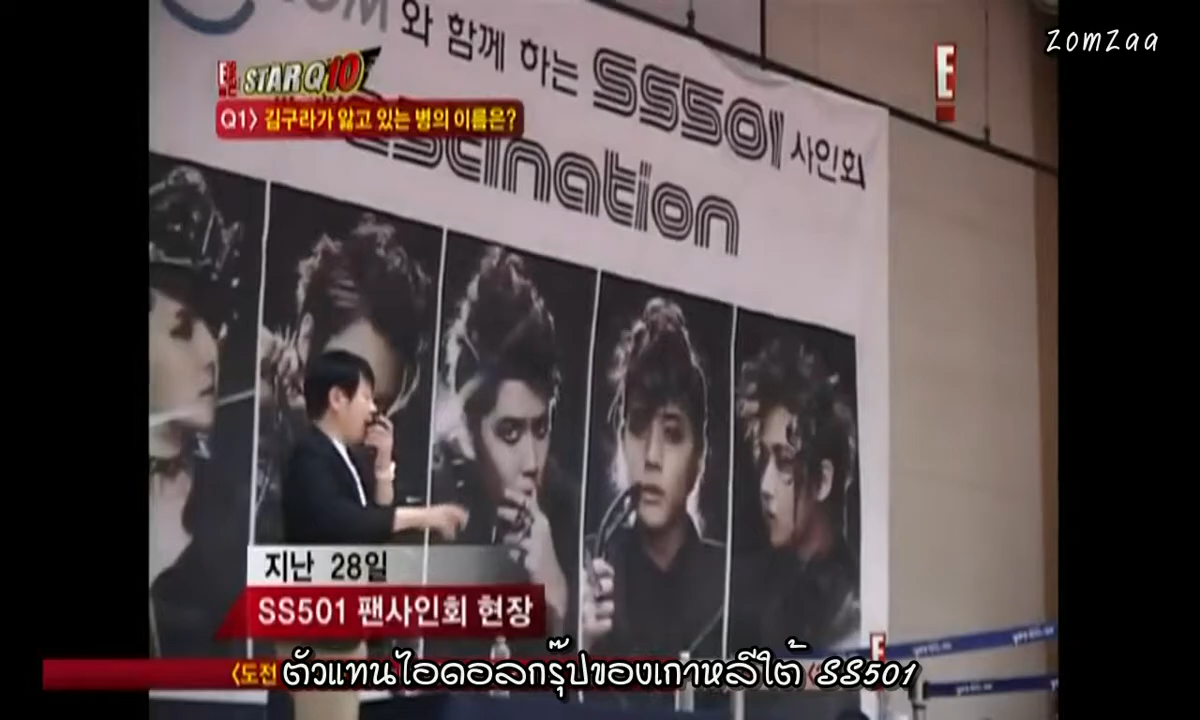 와 함께 하는 SS501 사인회
ZomZaa
E
STAR Q10
Q1> 김구라가 앓고 있는 병의 이름은?
지난 28일
SS501 팬사인회 현장
<도전
ตัวแทนไอดอลกรุ๊ปของเกาหลีใต้ SS501